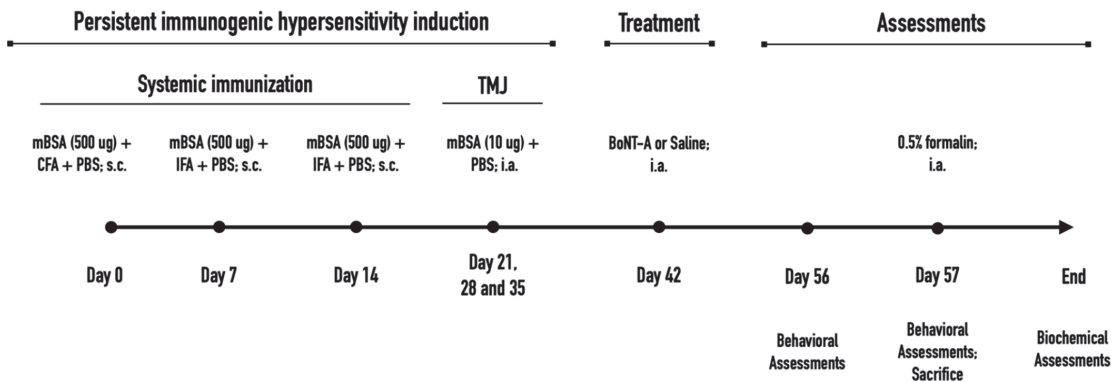 Persistent immunogenic hypersensitivity induction
Treatment
Assessments
Systemic immunization
TMJ
mBSA (500 ug) +
CFA + PBS; s.c.
mBSA (500 ug) +
IFA + PBS; s.c.
mBSA (500 ug) +
IFA + PBS; s.c.
mBSA (10 ug) +
PBS; i.a.
BoNT-A or Saline;
i.a.
0.5% formalin;
i.a.
Day 0
Day 7
Day 14
Day 21,
28 and 35
Day 42
Day 56
Day 57
End
Behavioral
Assessments
Behavioral
Assessments;
Sacrifice
Biochemical
Assessments